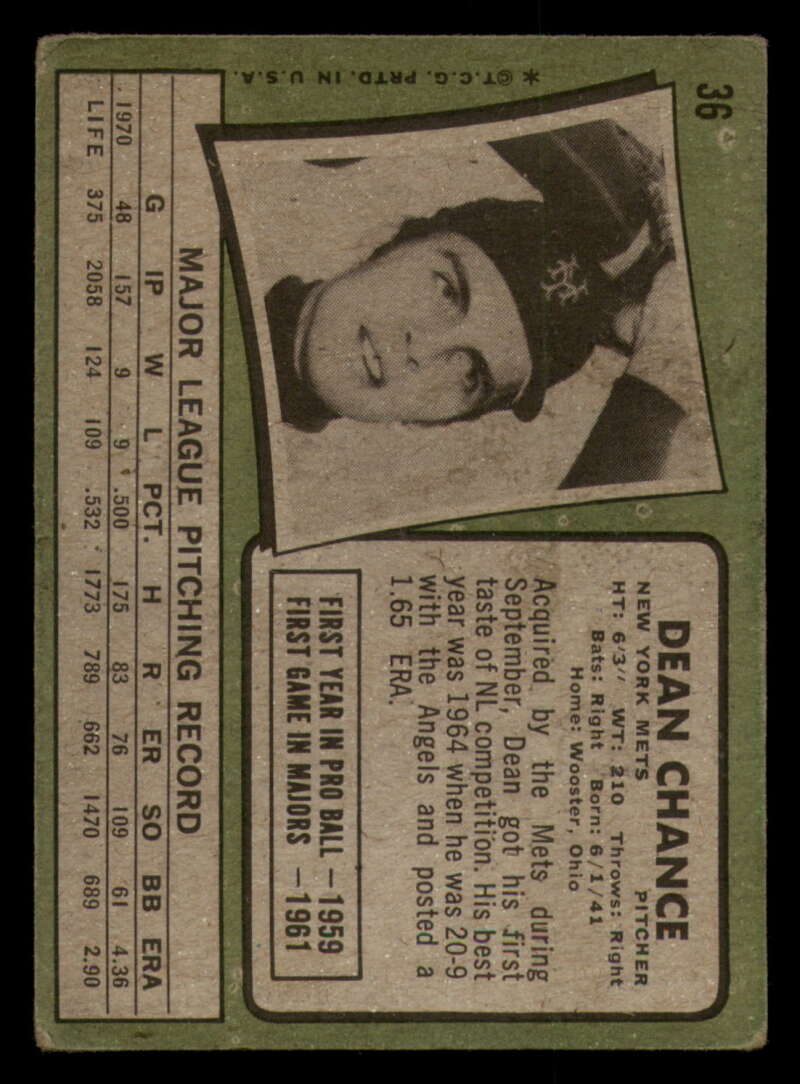 36
*©T.C.G. PRTD. IN U.S.A.
DEAN CHANCE
NEW YORK METS PITCHER
HT: 6'3" WT: 210 Throws: Right
Bats: Right Born: 6/1/41
Home: Wooster, Ohio
Acquired by the Mets during
September, Dean got his first
taste of NL competition. His best
year was 1964 when he was 20-9
with the Angels and posted a
1.65 ERA.
FIRST YEAR IN PRO BALL —1959
FIRST GAME IN MAJORS —1961
MAJOR LEAGUE PITCHING RECORD
G IP W L PCT. H R ER SO BB ERA
1970 48 157 9 9 .500 175 83 76 109 61 4.36
LIFE 375 2058 124 109 .532 1773 789 662 1470 689 2.90